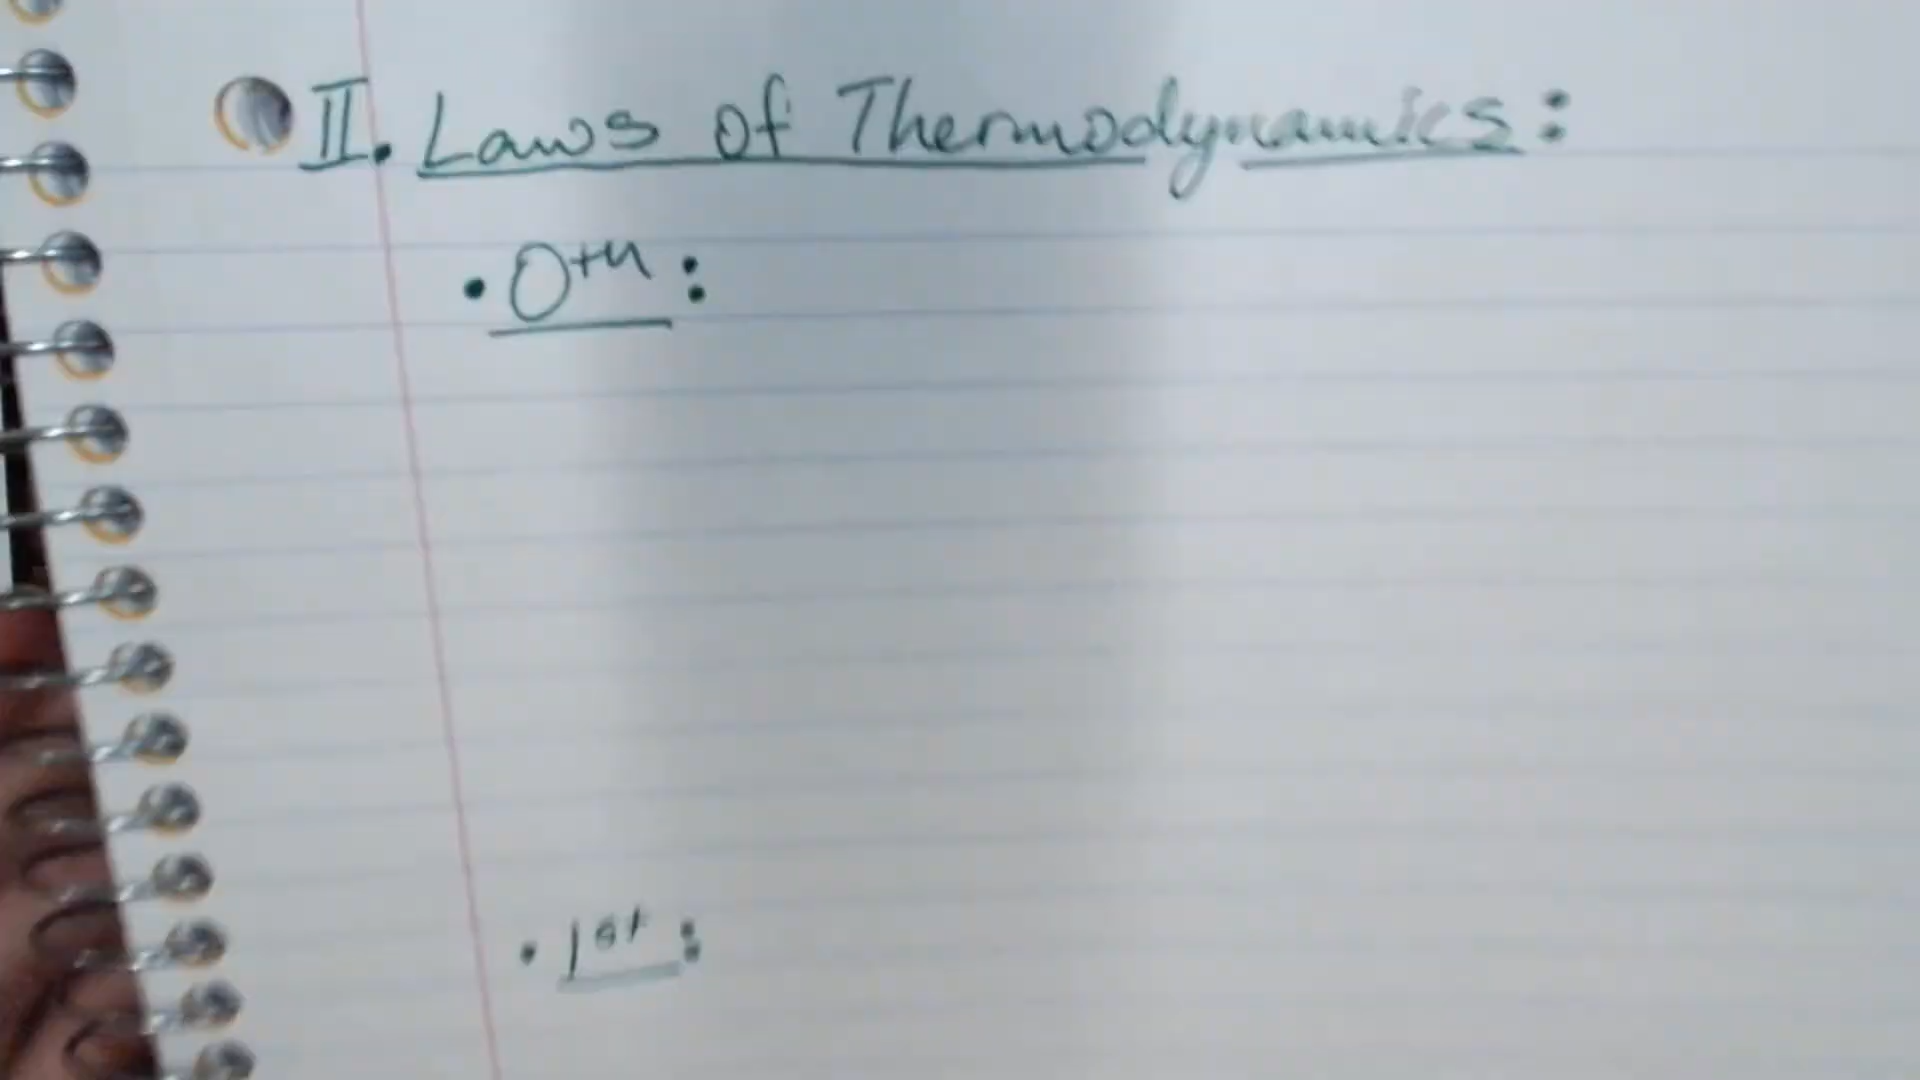 II. Laws of Thermodynamics:
• 0th:
• 1st: